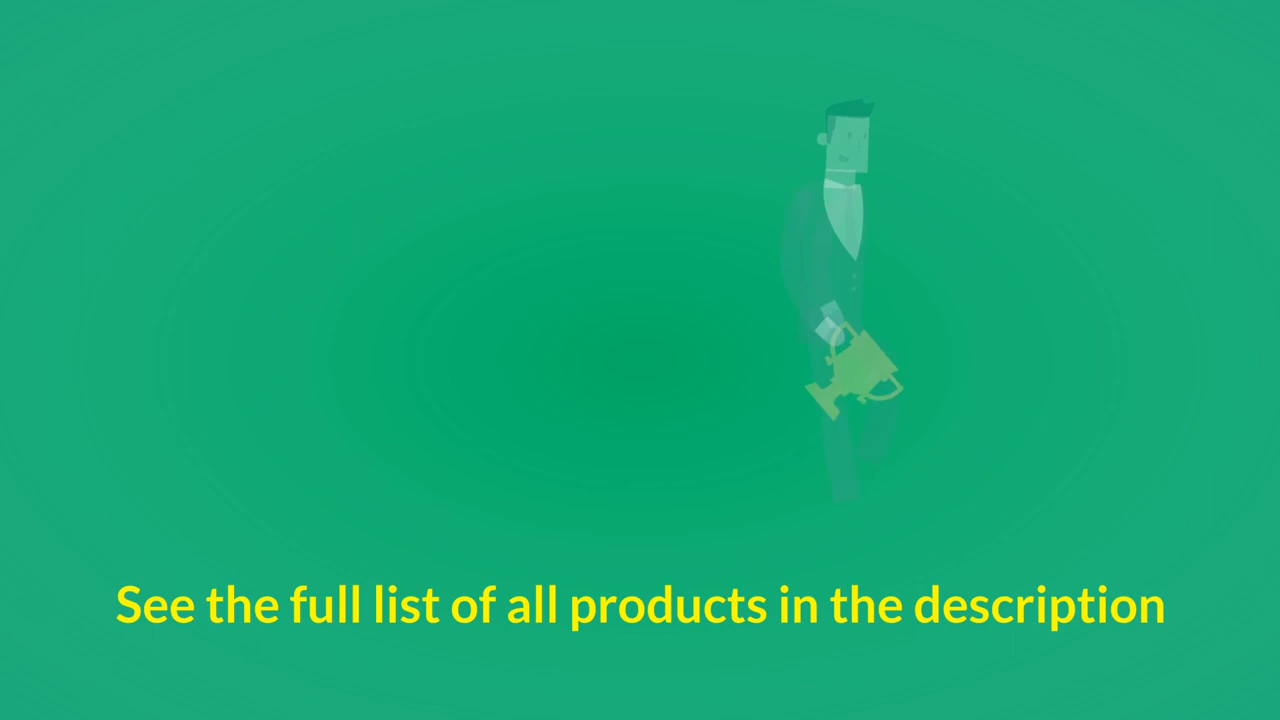 See the full list of all products in the description